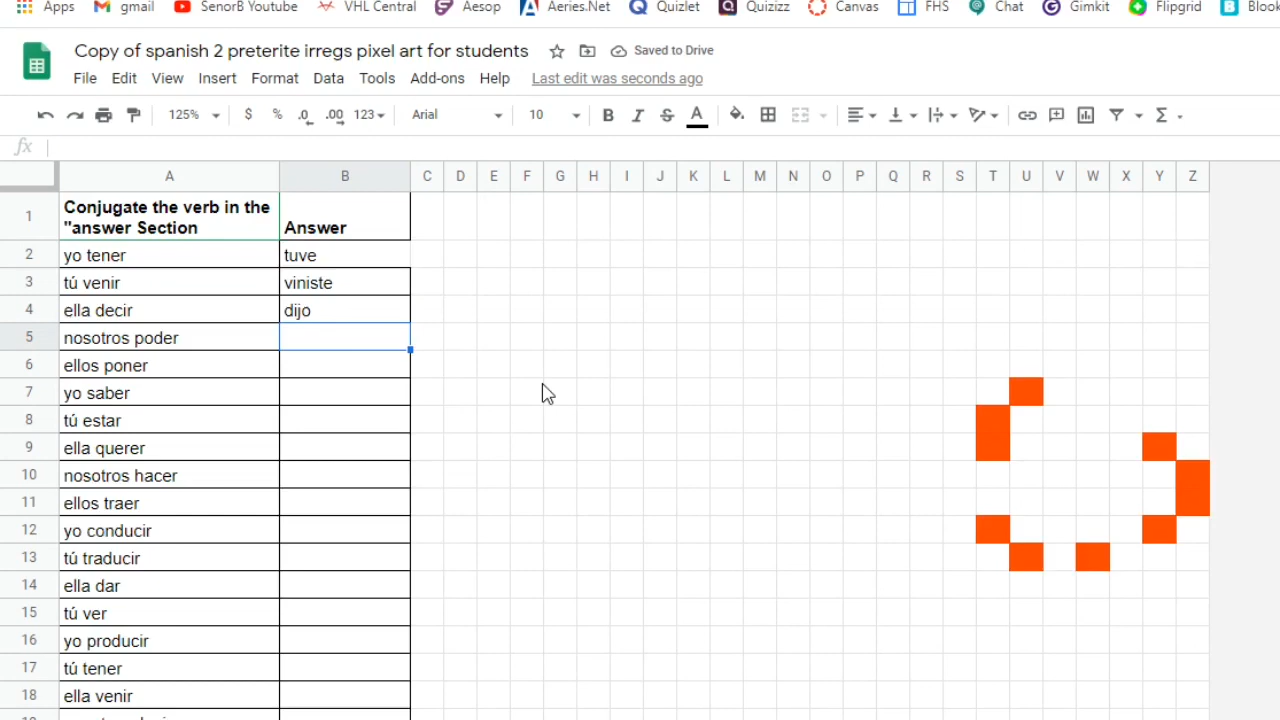 Apps gmail SenorB Youtube VHL Central Aesop Aeries.Net Quizlet Quizizz Canvas FHS Chat Gimkit Flipgrid
Copy of spanish 2 preterite irregs pixel art for students Saved to Drive
File Edit View Insert Format Data Tools Add-ons Help Last edit was seconds ago
125% $ % .0 .00 123 Arial 10 B I S A Σ
fx
A B C D E F G H I J K L M N O P Q R S T U V W X Y Z
1 Conjugate the verb in the
"answer Section Answer
2 yo tener tuve
3 tú venir viniste
4 ella decir dijo
5 nosotros poder
6 ellos poner
7 yo saber
8 tú estar
9 ella querer
10 nosotros hacer
11 ellos traer
12 yo conducir
13 tú traducir
14 ella dar
15 tú ver
16 yo producir
17 tú tener
18 ella venir